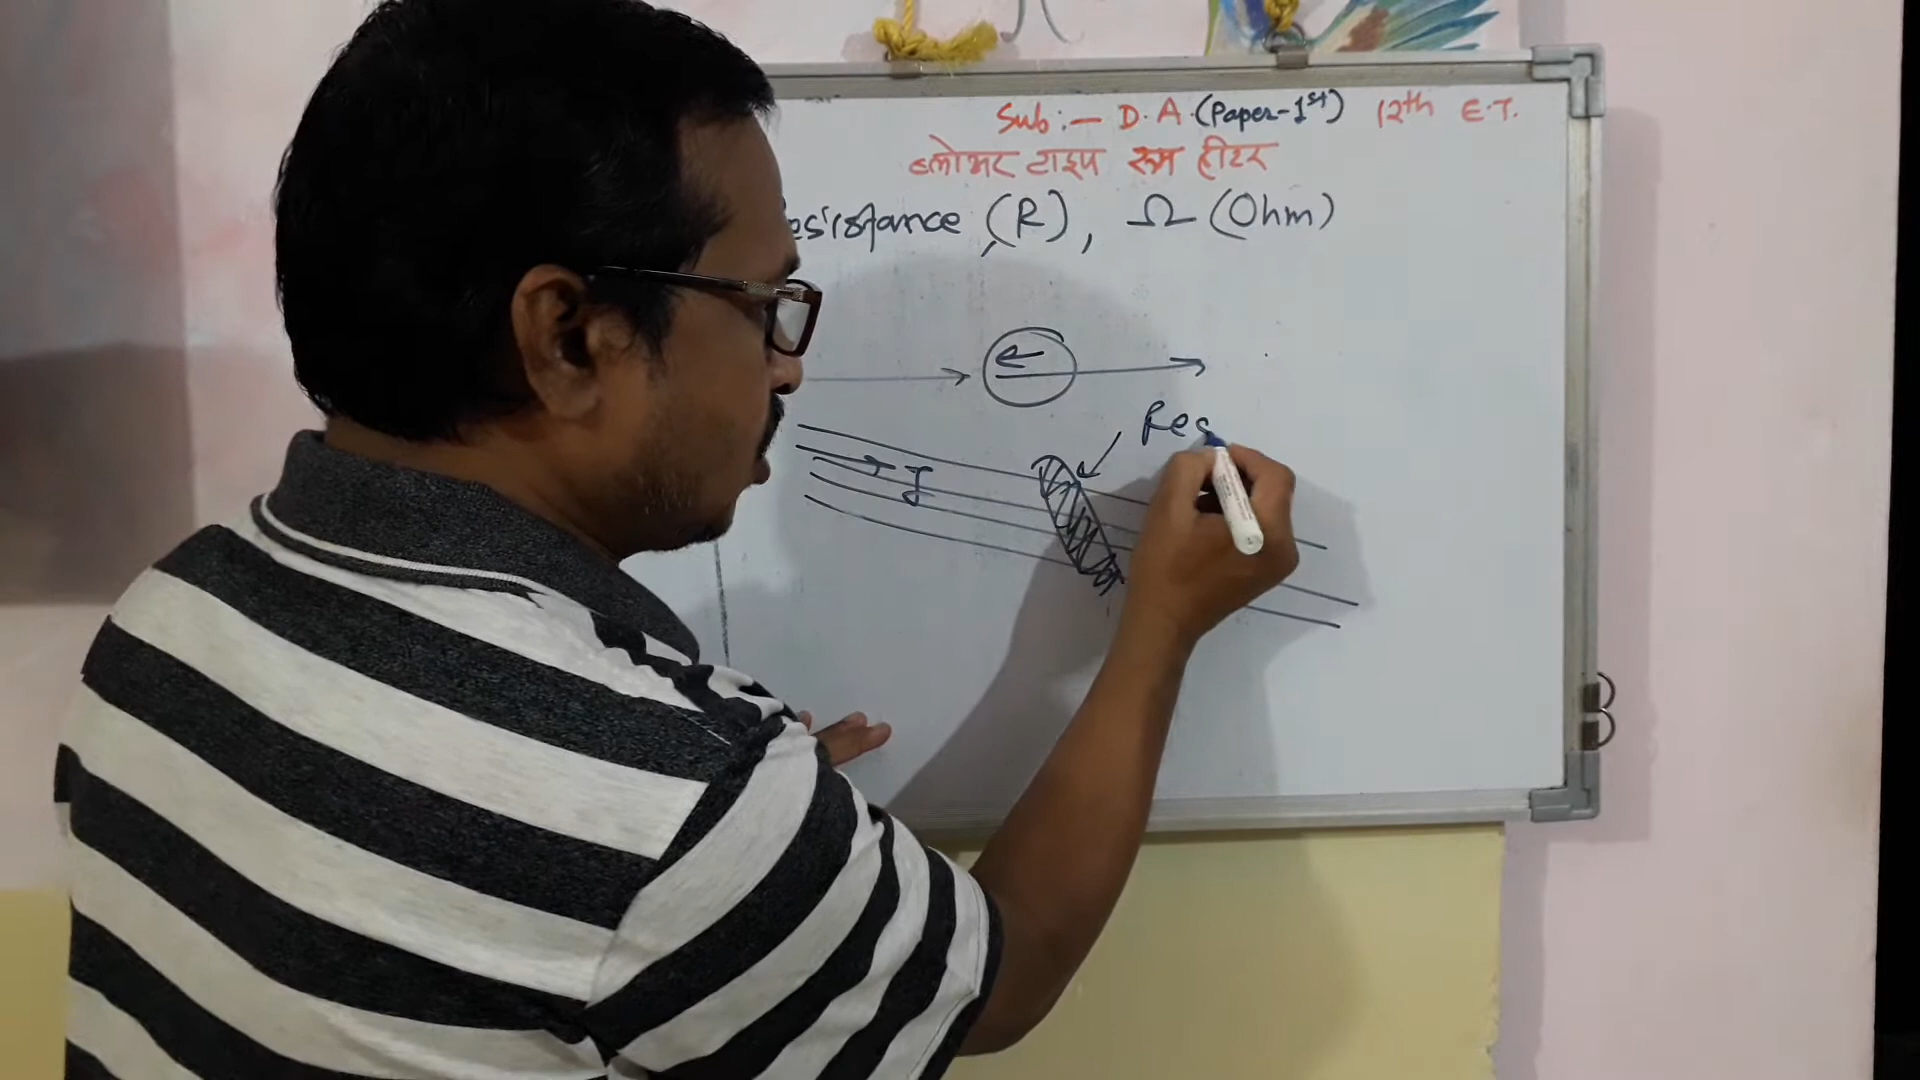 Sub:- D.A.(Paper-1st) 12th E.T.
ब्लोअर टाइप रूम हीटर
esistance (R), Ω (Ohm)
Res
I